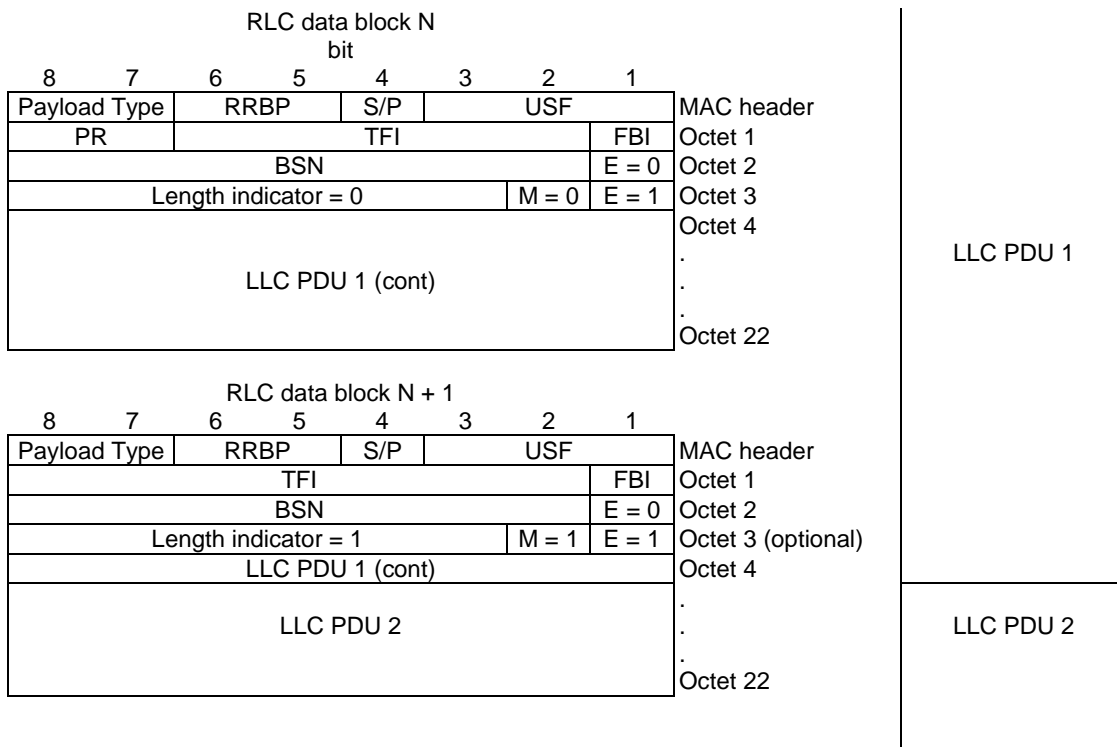 RLC data block N
bit
8 7 6 5 4 3 2 1
Payload Type RRBP S/P USF MAC header
PR TFI FBI Octet 1
BSN E = 0 Octet 2
Length indicator = 0 M = 0 E = 1 Octet 3
Octet 4
.
LLC PDU 1 (cont) .
.
Octet 22
LLC PDU 1
RLC data block N + 1
8 7 6 5 4 3 2 1
Payload Type RRBP S/P USF MAC header
TFI FBI Octet 1
BSN E = 0 Octet 2
Length indicator = 1 M = 1 E = 1 Octet 3 (optional)
LLC PDU 1 (cont) Octet 4
.
LLC PDU 2 .
.
Octet 22
LLC PDU 2